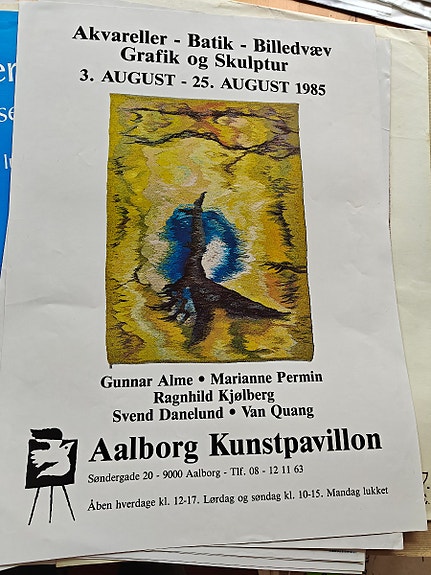 Akvareller - Batik - Billedvæv
Grafik og Skulptur
3. AUGUST - 25. AUGUST 1985
Gunnar Alme • Marianne Permin
Ragnhild Kjølberg
Svend Danelund • Van Quang
Aalborg Kunstpavillon
Søndergade 20 - 9000 Aalborg - Tlf. 08 - 12 11 63
Åben hverdage kl. 12-17. Lørdag og søndag kl. 10-15. Mandag lukket